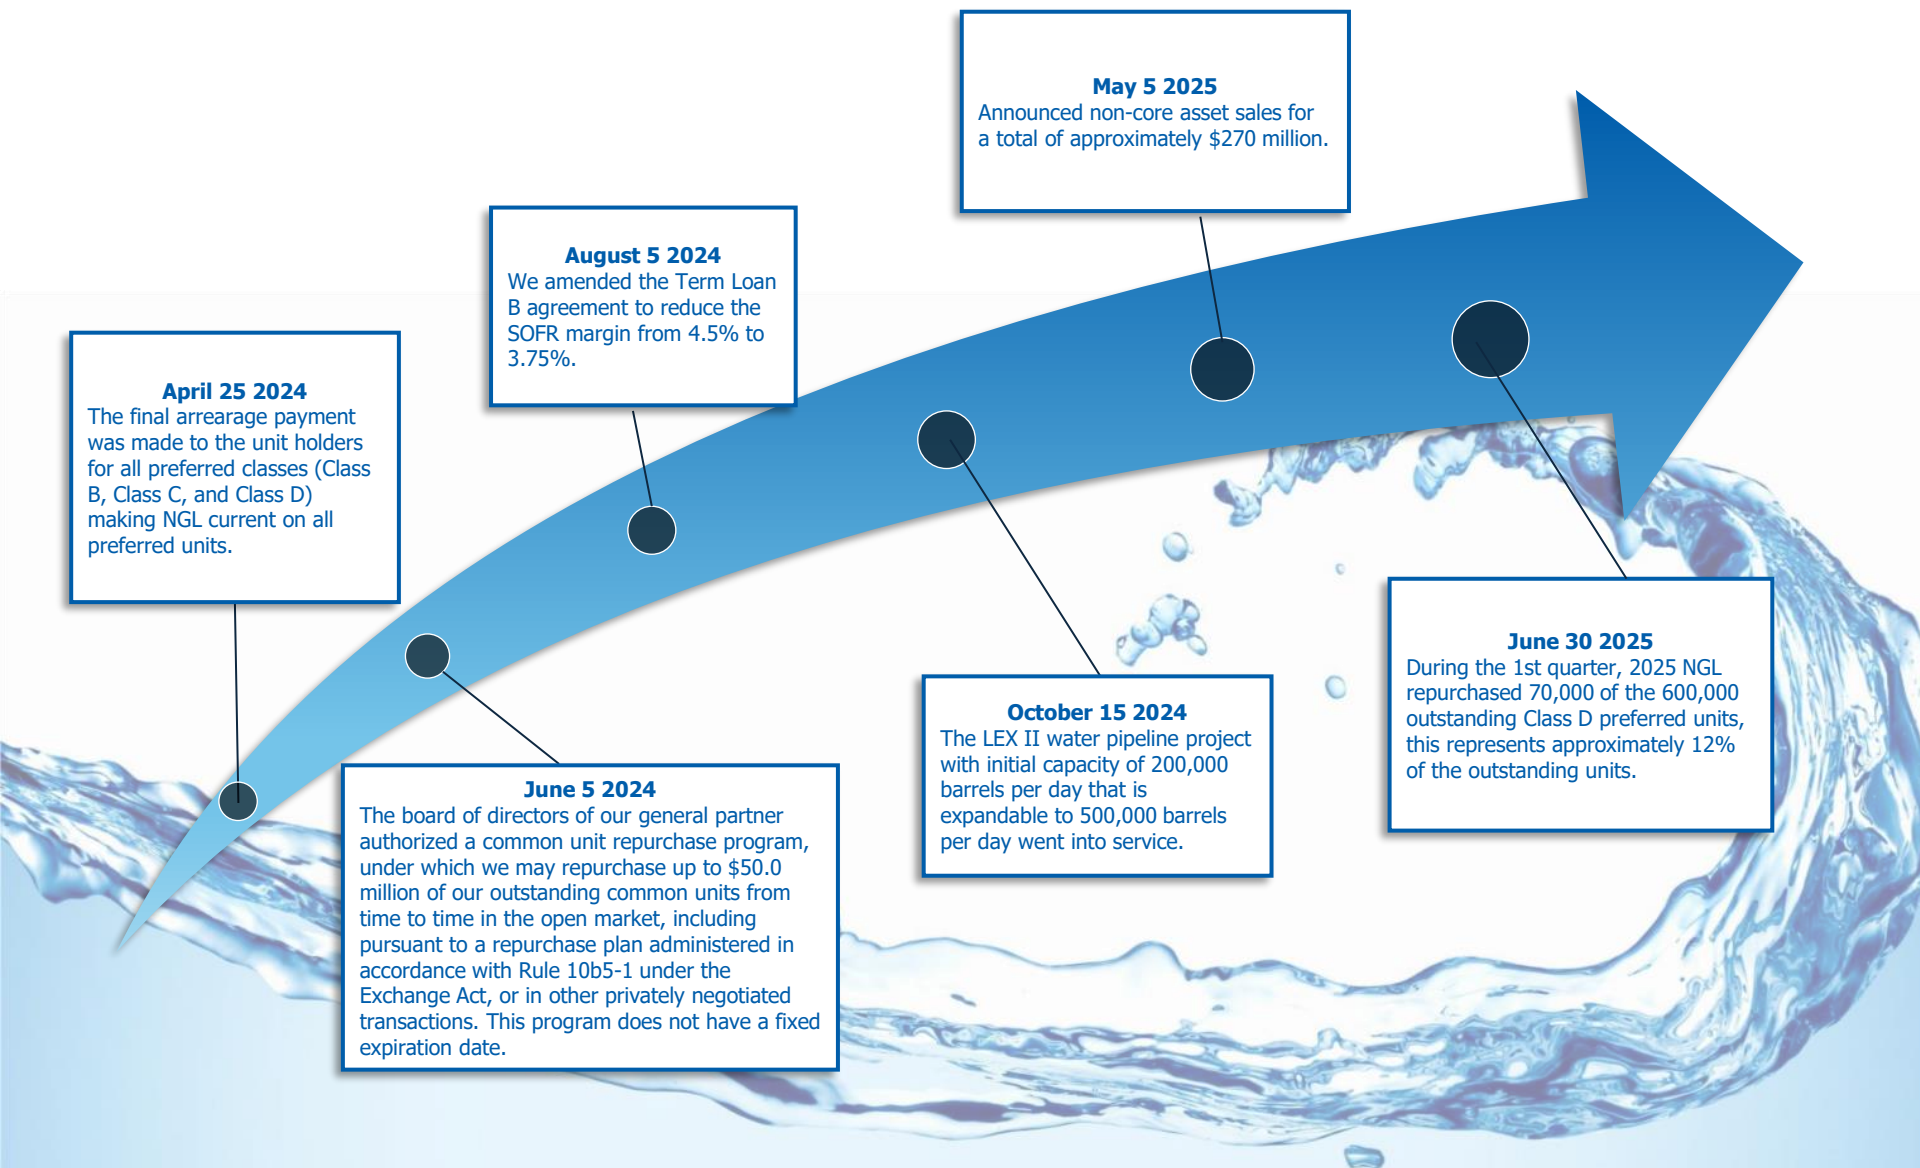 May 5 2025
Announced non-core asset sales for
a total of approximately $270 million.
August 5 2024
We amended the Term Loan
B agreement to reduce the
SOFR margin from 4.5% to
3.75%.
April 25 2024
The final arrearage payment
was made to the unit holders
for all preferred classes (Class
B, Class C, and Class D)
making NGL current on all
preferred units.
June 30 2025
During the 1st quarter, 2025 NGL
repurchased 70,000 of the 600,000
outstanding Class D preferred units,
this represents approximately 12%
of the outstanding units.
October 15 2024
The LEX II water pipeline project
with initial capacity of 200,000
barrels per day that is
expandable to 500,000 barrels
per day went into service.
June 5 2024
The board of directors of our general partner
authorized a common unit repurchase program,
under which we may repurchase up to $50.0
million of our outstanding common units from
time to time in the open market, including
pursuant to a repurchase plan administered in
accordance with Rule 10b5-1 under the
Exchange Act, or in other privately negotiated
transactions. This program does not have a fixed
expiration date.